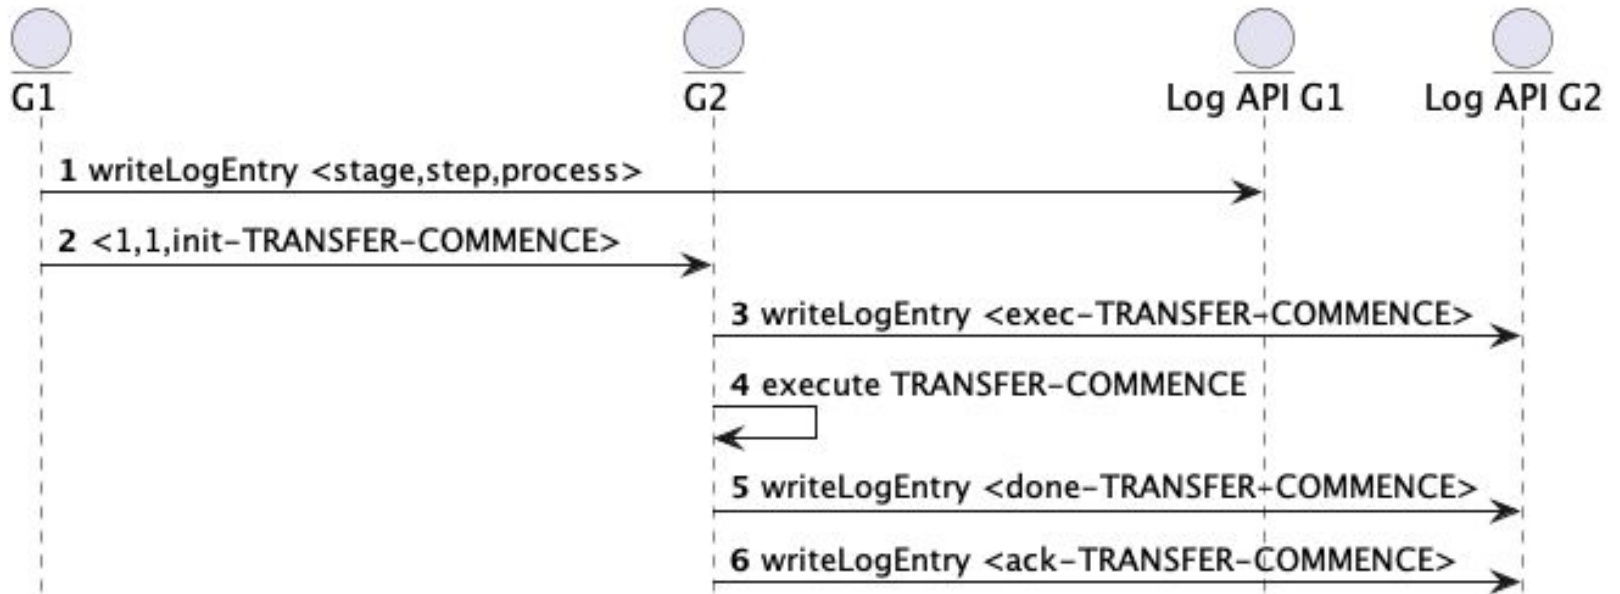 G1
G2
Log API G1
Log API G2
1 writeLogEntry <stage,step,process>
2 <1,1,init-TRANSFER-COMMENCE>
3 writeLogEntry <exec-TRANSFER-COMMENCE>
4 execute TRANSFER-COMMENCE
5 writeLogEntry <done-TRANSFER-COMMENCE>
6 writeLogEntry <ack-TRANSFER-COMMENCE>